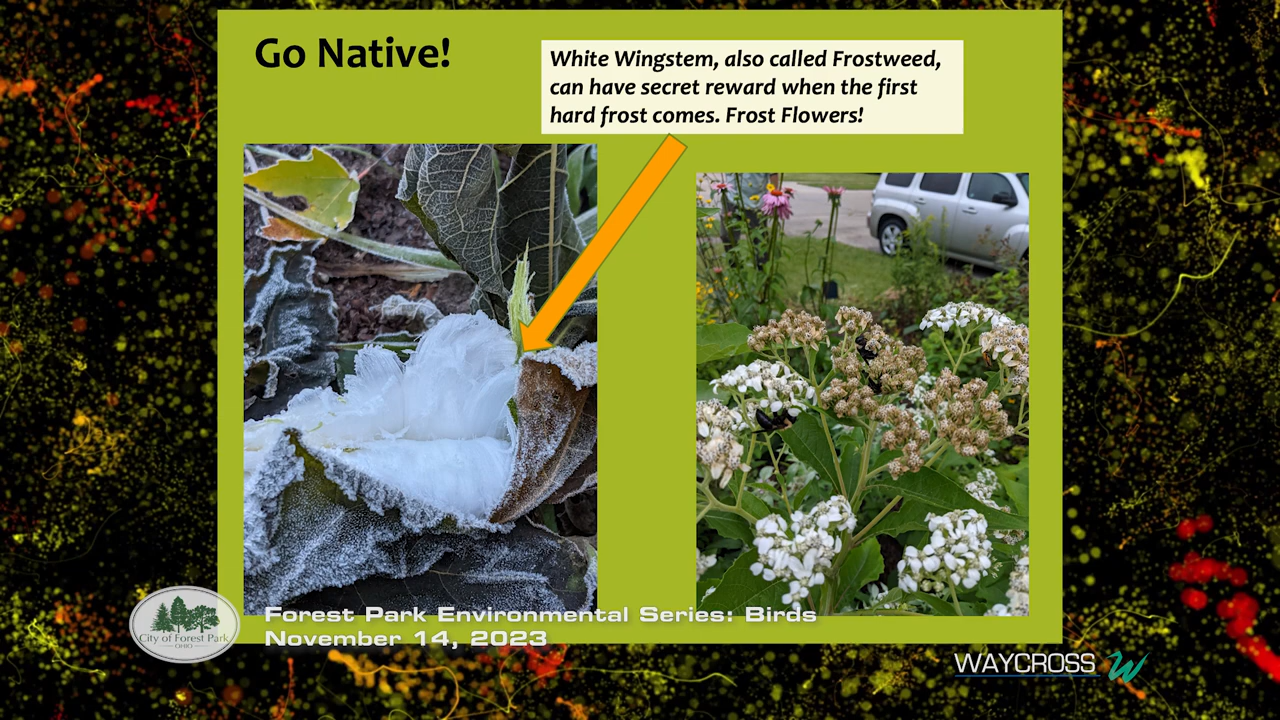 Go Native!
White Wingstem, also called Frostweed,
can have secret reward when the first
hard frost comes. Frost Flowers!
Forest Park Environmental Series: Birds
November 14, 2023
City of Forest Park
OHIO
WAYCROSS W